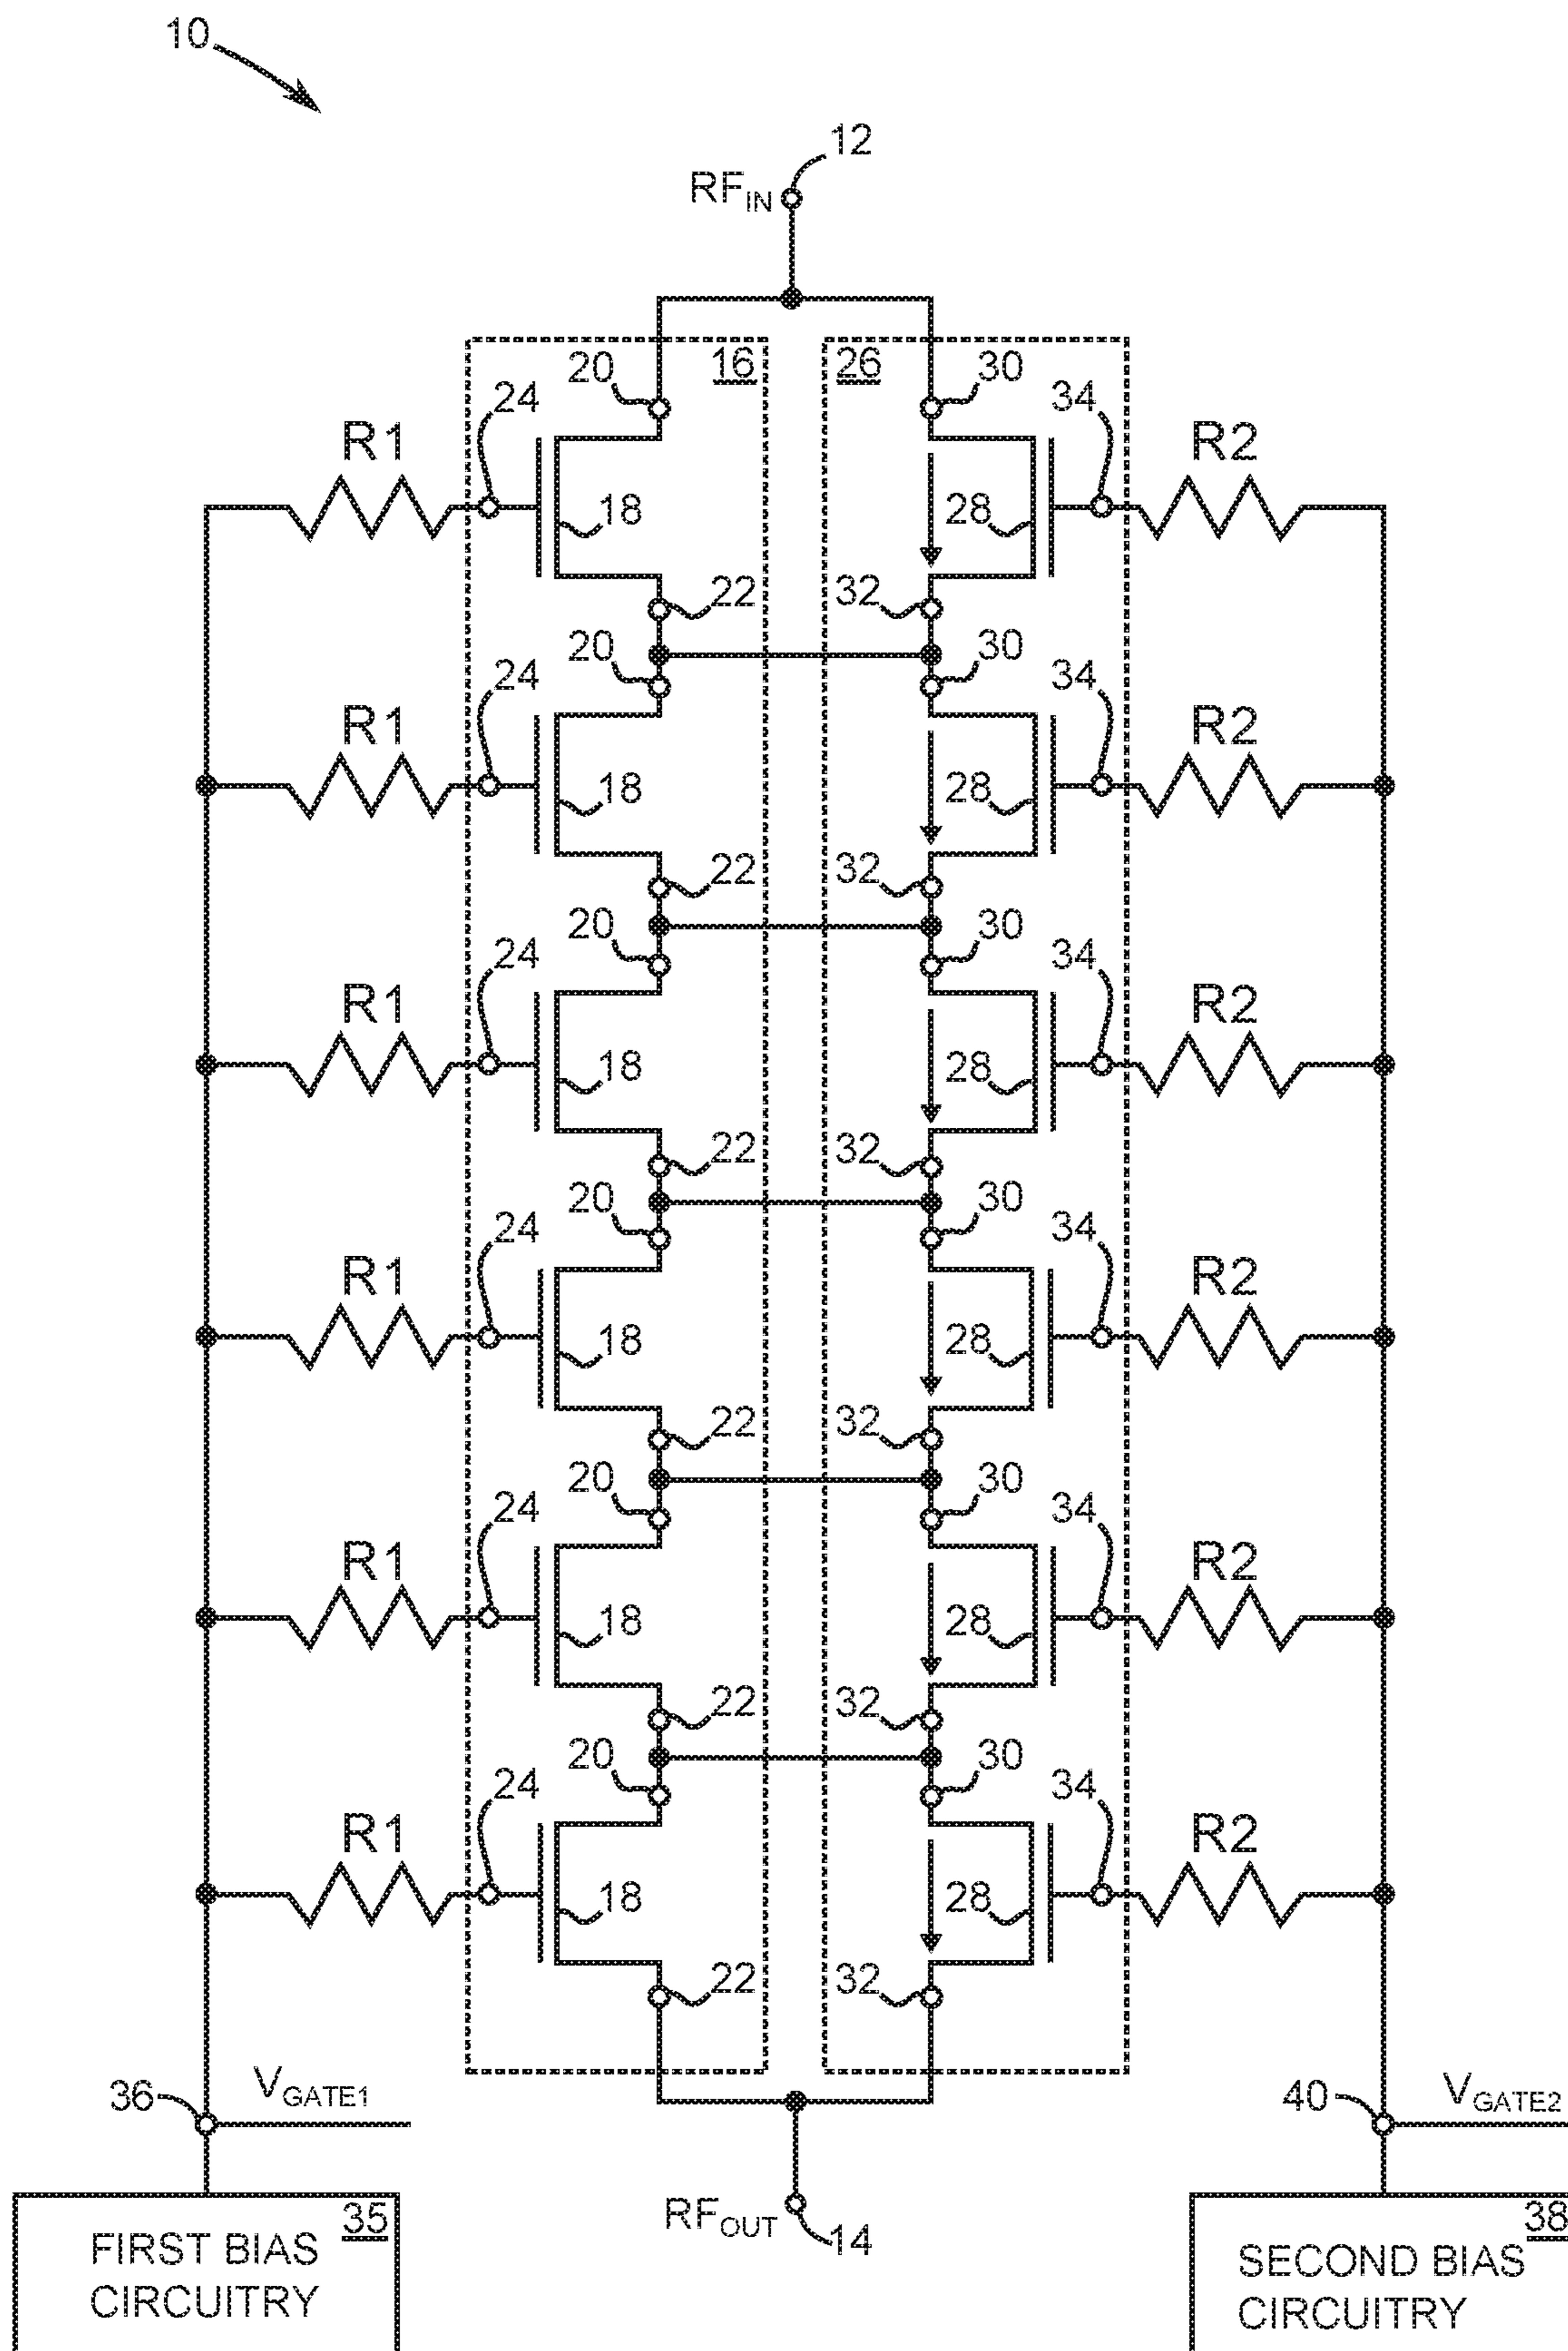 10
12
RFIN
20 16 26 30
24 34
R1 R2
18 28
22 32
20 30
24 34
R1 R2
18 28
22 32
20 30
24 34
R1 R2
18 28
22 32
20 30
24 34
R1 R2
18 28
22 32
20 30
24 34
R1 R2
18 28
22 32
20 30
24 34
R1 R2
18 28
22 32
36 VGATE1 40 VGATE2
35 RFOUT 14 38
FIRST BIAS
CIRCUITRY
SECOND BIAS
CIRCUITRY